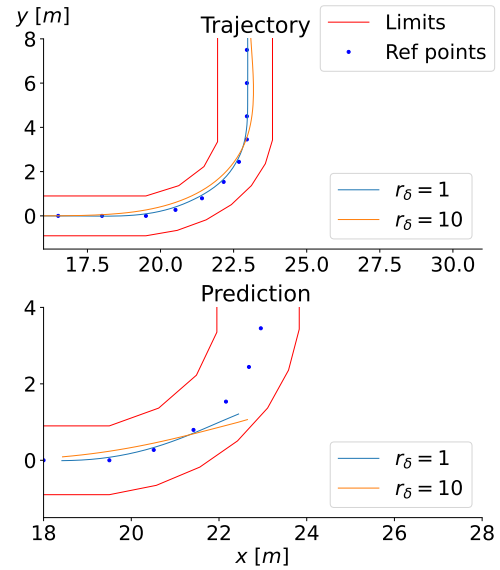 y [m]
Trajectory
Limits
Ref points
8
6
4
2
0
r_δ = 1
r_δ = 10
17.5 20.0 22.5 25.0 27.5 30.0
Prediction
4
2
0
r_δ = 1
r_δ = 10
18 20 22 24 26 28
x [m]